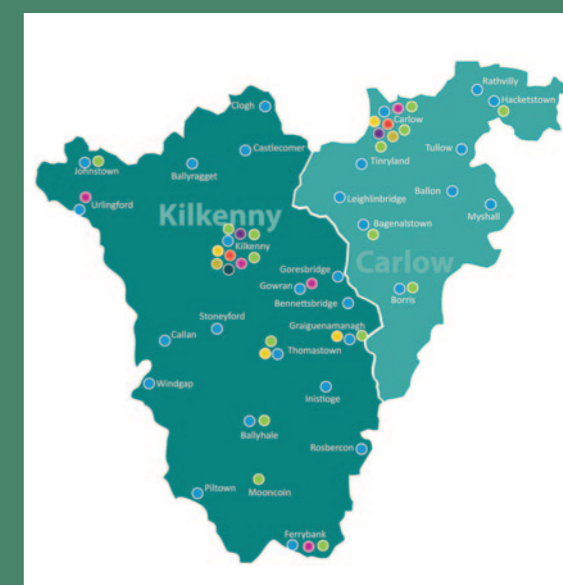 Rathvilly
Hacketstown
Clogh
Carlow
Castlecomer
Tullow
Johnstown
Ballyragget
Tinryland
Urlingford
Leighlinbridge
Ballon
Myshall
Kilkenny
Bagenalstown
Kilkenny
Carlow
Goresbridge
Gowran
Bennettsbridge
Borris
Stoneyford
Graiguenamanagh
Callan
Thomastown
Windgap
Inistioge
Ballyhale
Rosbercon
Piltown
Mooncoin
Ferrybank